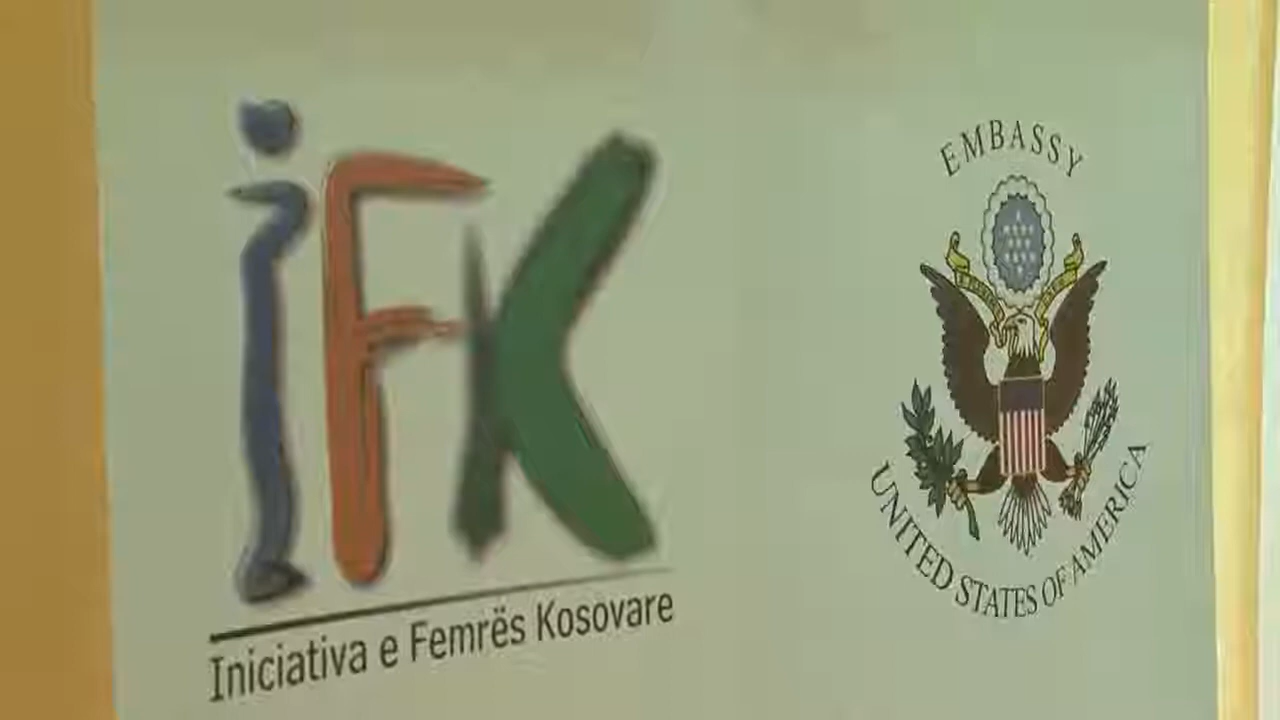 iFK
Iniciativa e Femrës Kosovare
EMBASSY
UNITED STATES OF AMERICA